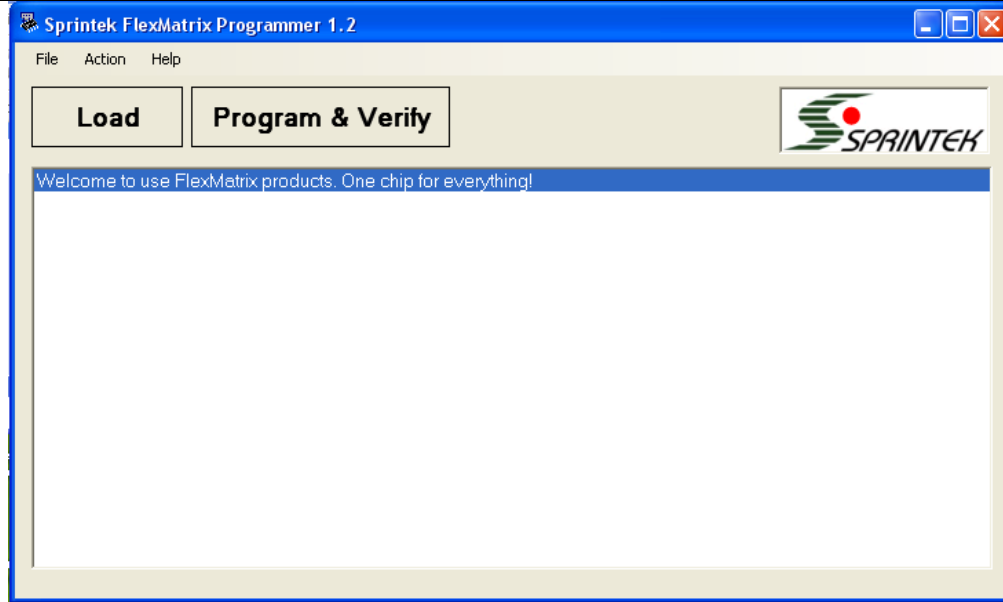 Sprintek FlexMatrix Programmer 1.2
File Action Help
Load Program & Verify
SPRINTEK
Welcome to use FlexMatrix products. One chip for everything!